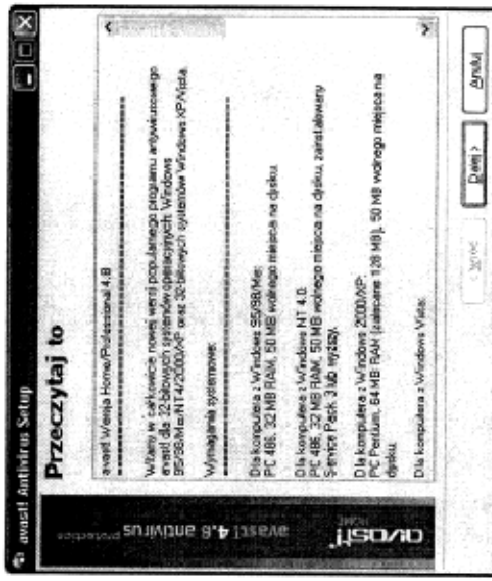 avast! Antivirus Setup
Przeczytaj to
avast! Wersja Home/Professional 4.8
Witamy w całkowicie nowej wersji popularnego programu antywirusowego
avast! dla 32-bitowych systemów operacyjnych: Windows
95/98/Me/NT4/2000/XP oraz 32-bitowych systemów Windows XP/Vista.
Wymagania systemowe:
Dla komputera z Windows 95/98/Me:
PC 486, 32 MB RAM, 50 MB wolnego miejsca na dysku.
Dla komputera z Windows NT 4.0:
PC 486, 32 MB RAM, 50 MB wolnego miejsca na dysku, zainstalowany
Service Pack 3 lub wyższy.
Dla komputera z Windows 2000/XP:
PC Pentium, 64 MB RAM (zalecane 128 MB), 50 MB wolnego miejsca na
dysku.
Dla komputera z Windows Vista:
avast! 4.8 antivirus protection
avast!
HOME
< Wróć
Dalej >
Anuluj